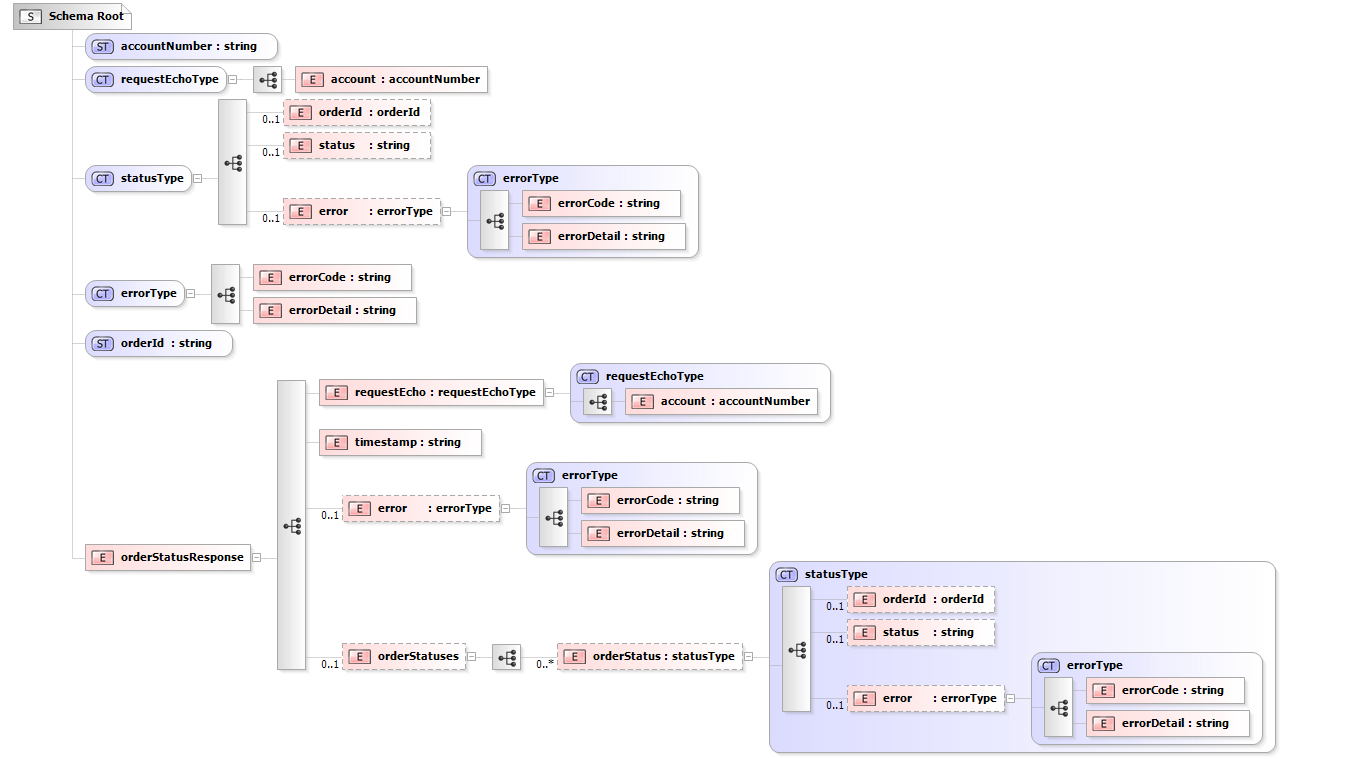 S Schema Root
ST accountNumber : string
CT requestEchoType E account : accountNumber
0..1 E orderId : orderId
0..1 E status : string
CT statusType
0..1 E error : errorType
CT errorType
E errorCode : string
E errorDetail : string
CT errorType
E errorCode : string
E errorDetail : string
ST orderId : string
E orderStatusResponse
E requestEcho : requestEchoType
CT requestEchoType
E account : accountNumber
E timestamp : string
0..1 E error : errorType
CT errorType
E errorCode : string
E errorDetail : string
0..1 E orderStatuses
0..* E orderStatus : statusType
CT statusType
0..1 E orderId : orderId
0..1 E status : string
0..1 E error : errorType
CT errorType
E errorCode : string
E errorDetail : string